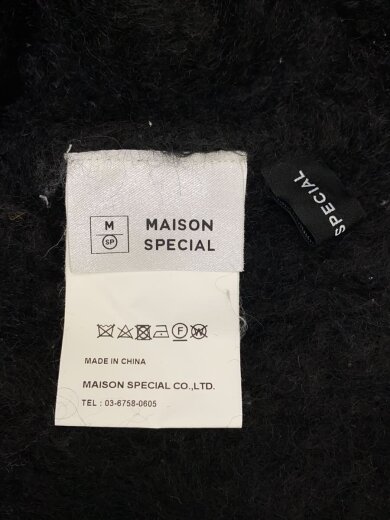 M
SP
MAISON
SPECIAL
SPECIAL
F
W
MADE IN CHINA
MAISON SPECIAL CO.,LTD.
TEL : 03-6758-0605